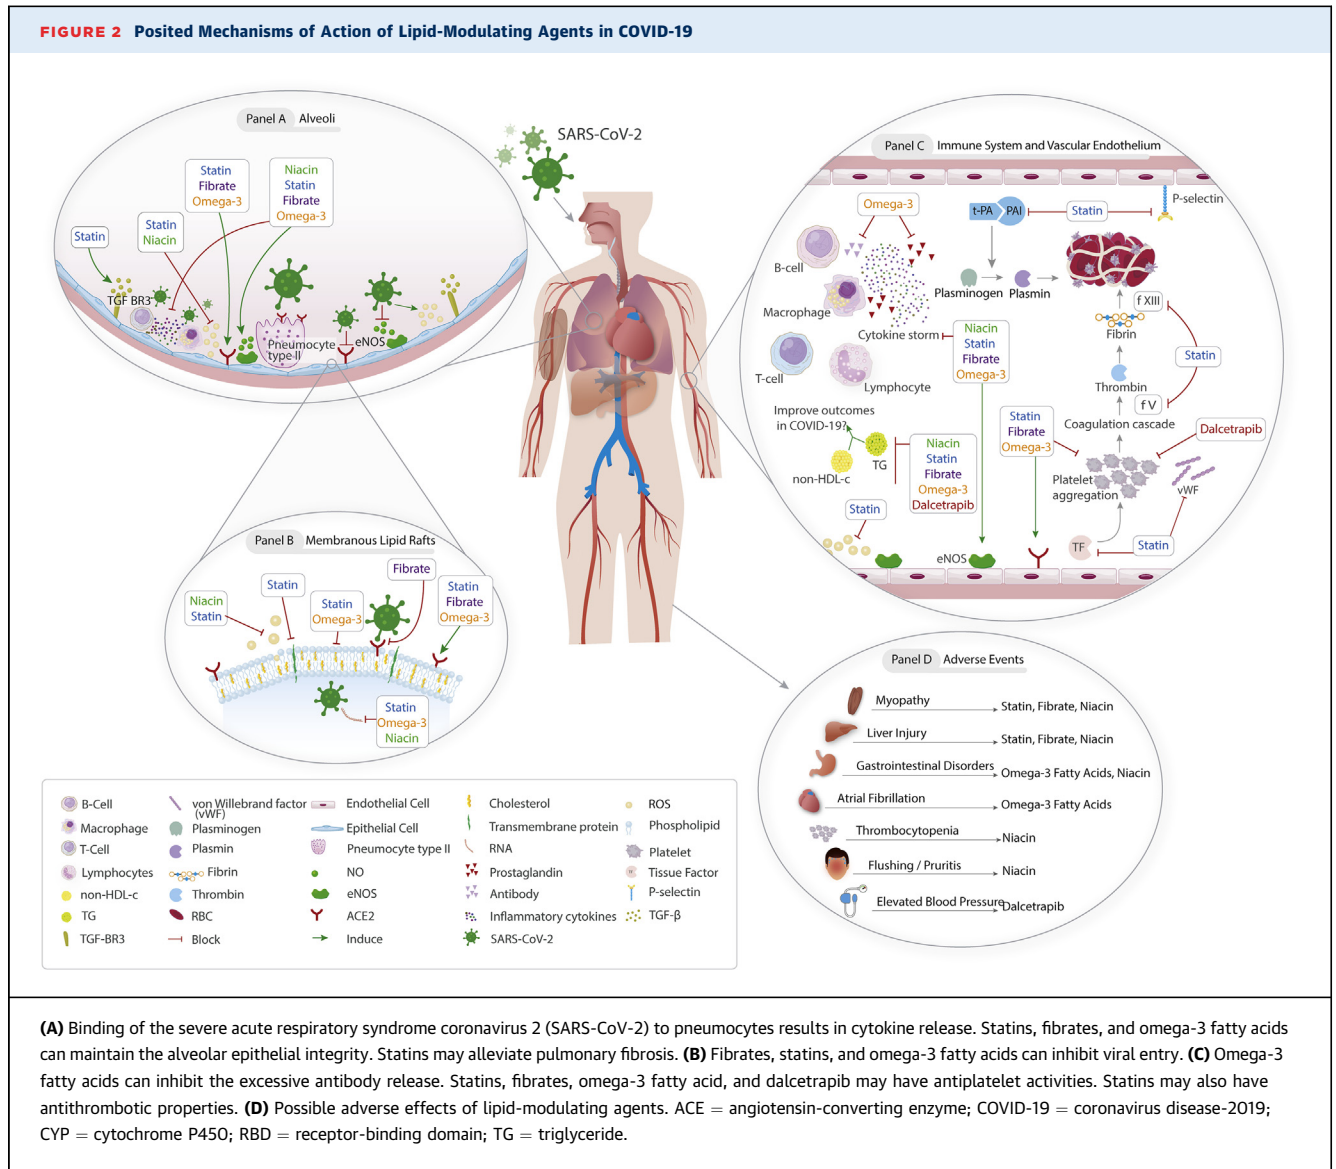 FIGURE 2 Posited Mechanisms of Action of Lipid-Modulating Agents in COVID-19
Panel A Alveoli
Statin
Statin
Niacin
Statin
Fibrate
Omega-3
Niacin
Statin
Fibrate
Omega-3
TGF BR3
Pneumocyte
type II
eNOS
SARS-CoV-2
Panel B Membranous Lipid Rafts
Niacin
Statin
Statin
Statin
Omega-3
Fibrate
Statin
Fibrate
Omega-3
Statin
Omega-3
Niacin
Panel C Immune System and Vascular Endothelium
Omega-3
B-cell
Macrophage
Cytokine storm
T-cell
Lymphocyte
t-PA
PAI
Statin
P-selectin
Plasminogen
Plasmin
f XIII
Fibrin
Statin
Thrombin
f V
Coagulation cascade
Niacin
Statin
Fibrate
Omega-3
Improve outcomes
in COVID-19?
TG
non-HDL-c
Niacin
Statin
Fibrate
Omega-3
Dalcetrapib
Statin
Fibrate
Omega-3
Dalcetrapib
Platelet
aggregation
vWF
Statin
TF
Statin
eNOS
Panel D Adverse Events
Myopathy Statin, Fibrate, Niacin
Liver Injury Statin, Fibrate, Niacin
Gastrointestinal Disorders Omega-3 Fatty Acids, Niacin
Atrial Fibrillation Omega-3 Fatty Acids
Thrombocytopenia Niacin
Flushing / Pruritis Niacin
Elevated Blood Pressure Dalcetrapib
B-Cell
Macrophage
T-Cell
Lymphocytes
non-HDL-c
TG
TGF-BR3
von Willebrand factor
(vWF)
Plasminogen
Plasmin
Fibrin
Thrombin
RBC
Block
Endothelial Cell
Epithelial Cell
Pneumocyte type II
NO
eNOS
ACE2
Induce
Cholesterol
Transmembrane protein
RNA
Prostaglandin
Antibody
Inflammatory cytokines
SARS-CoV-2
ROS
Phospholipid
Platelet
Tissue Factor
P-selectin
TGF-β
(A) Binding of the severe acute respiratory syndrome coronavirus 2 (SARS-CoV-2) to pneumocytes results in cytokine release. Statins, fibrates, and omega-3 fatty acids
can maintain the alveolar epithelial integrity. Statins may alleviate pulmonary fibrosis. (B) Fibrates, statins, and omega-3 fatty acids can inhibit viral entry. (C) Omega-3
fatty acids can inhibit the excessive antibody release. Statins, fibrates, omega-3 fatty acid, and dalcetrapib may have antiplatelet activities. Statins may also have
antithrombotic properties. (D) Possible adverse effects of lipid-modulating agents. ACE = angiotensin-converting enzyme; COVID-19 = coronavirus disease-2019;
CYP = cytochrome P450; RBD = receptor-binding domain; TG = triglyceride.